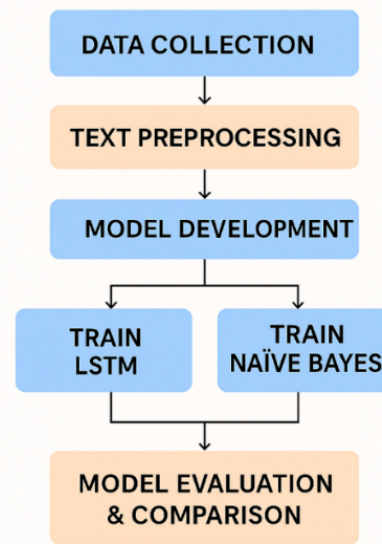 DATA COLLECTION
TEXT PREPROCESSING
MODEL DEVELOPMENT
TRAIN
LSTM
TRAIN
NAÏVE BAYES
MODEL EVALUATION
& COMPARISON